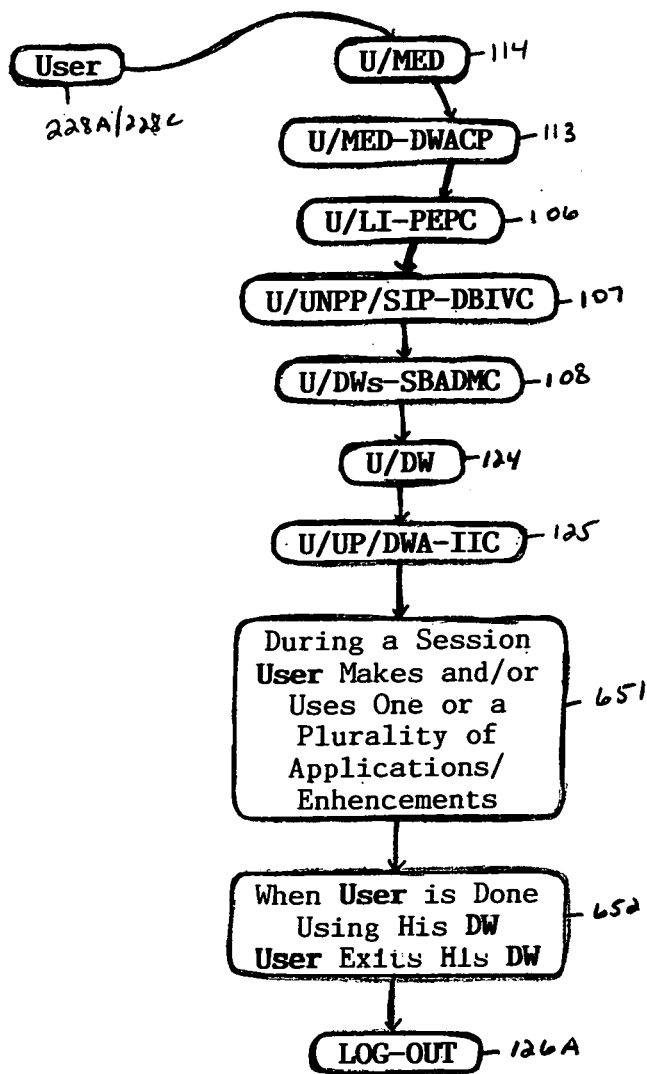 User
228A/228C
U/MED
114
U/MED-DWACP
113
U/LI-PEPC
106
U/UNPP/SIP-DBIVC
107
U/DWs-SBADMC
108
U/DW
124
U/UP/DWA-IIC
125
During a Session
User Makes and/or
Uses One or a
Plurality of
Applications/
Enhencements
651
When User is Done
Using His DW
User Exits His DW
652
LOG-OUT
126A